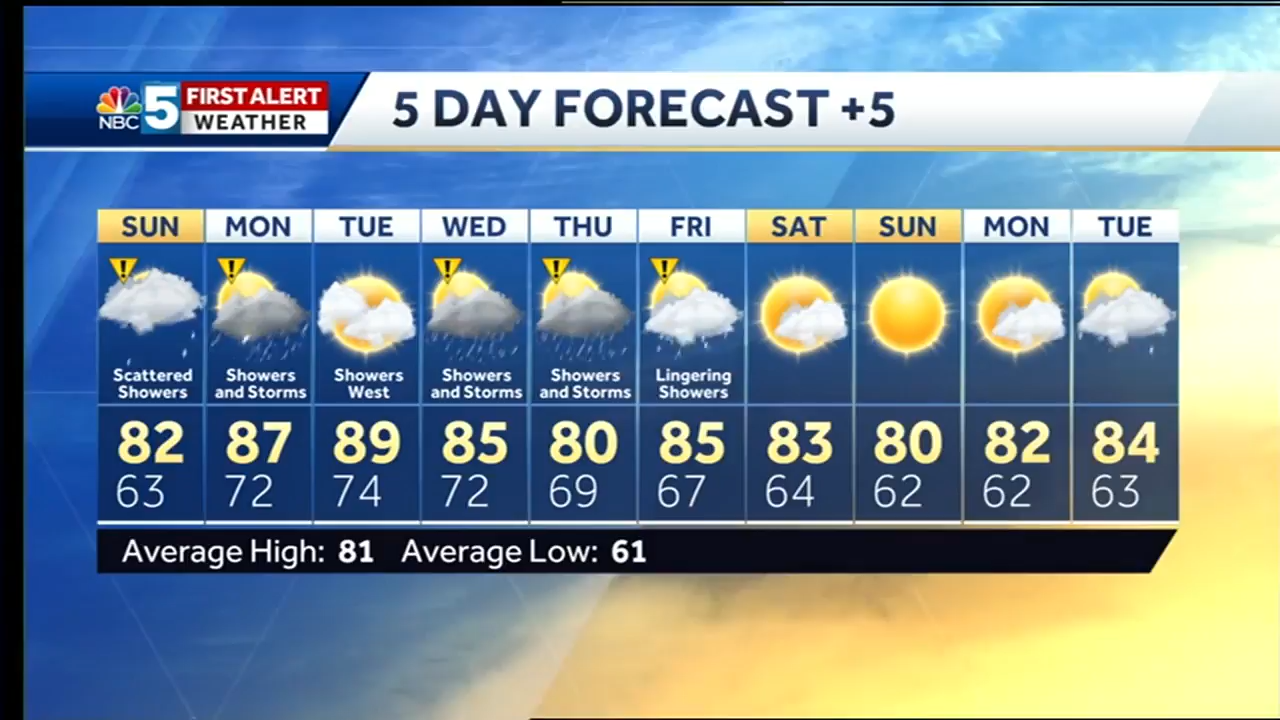 NBC 5 FIRST ALERT WEATHER
5 DAY FORECAST +5
SUN MON TUE WED THU FRI SAT SUN MON TUE
! ! ! ! !
Scattered Showers Showers Showers Showers Lingering
Showers and Storms West and Storms and Storms Showers
82 87 89 85 80 85 83 80 82 84
63 72 74 72 69 67 64 62 62 63
Average High: 81 Average Low: 61